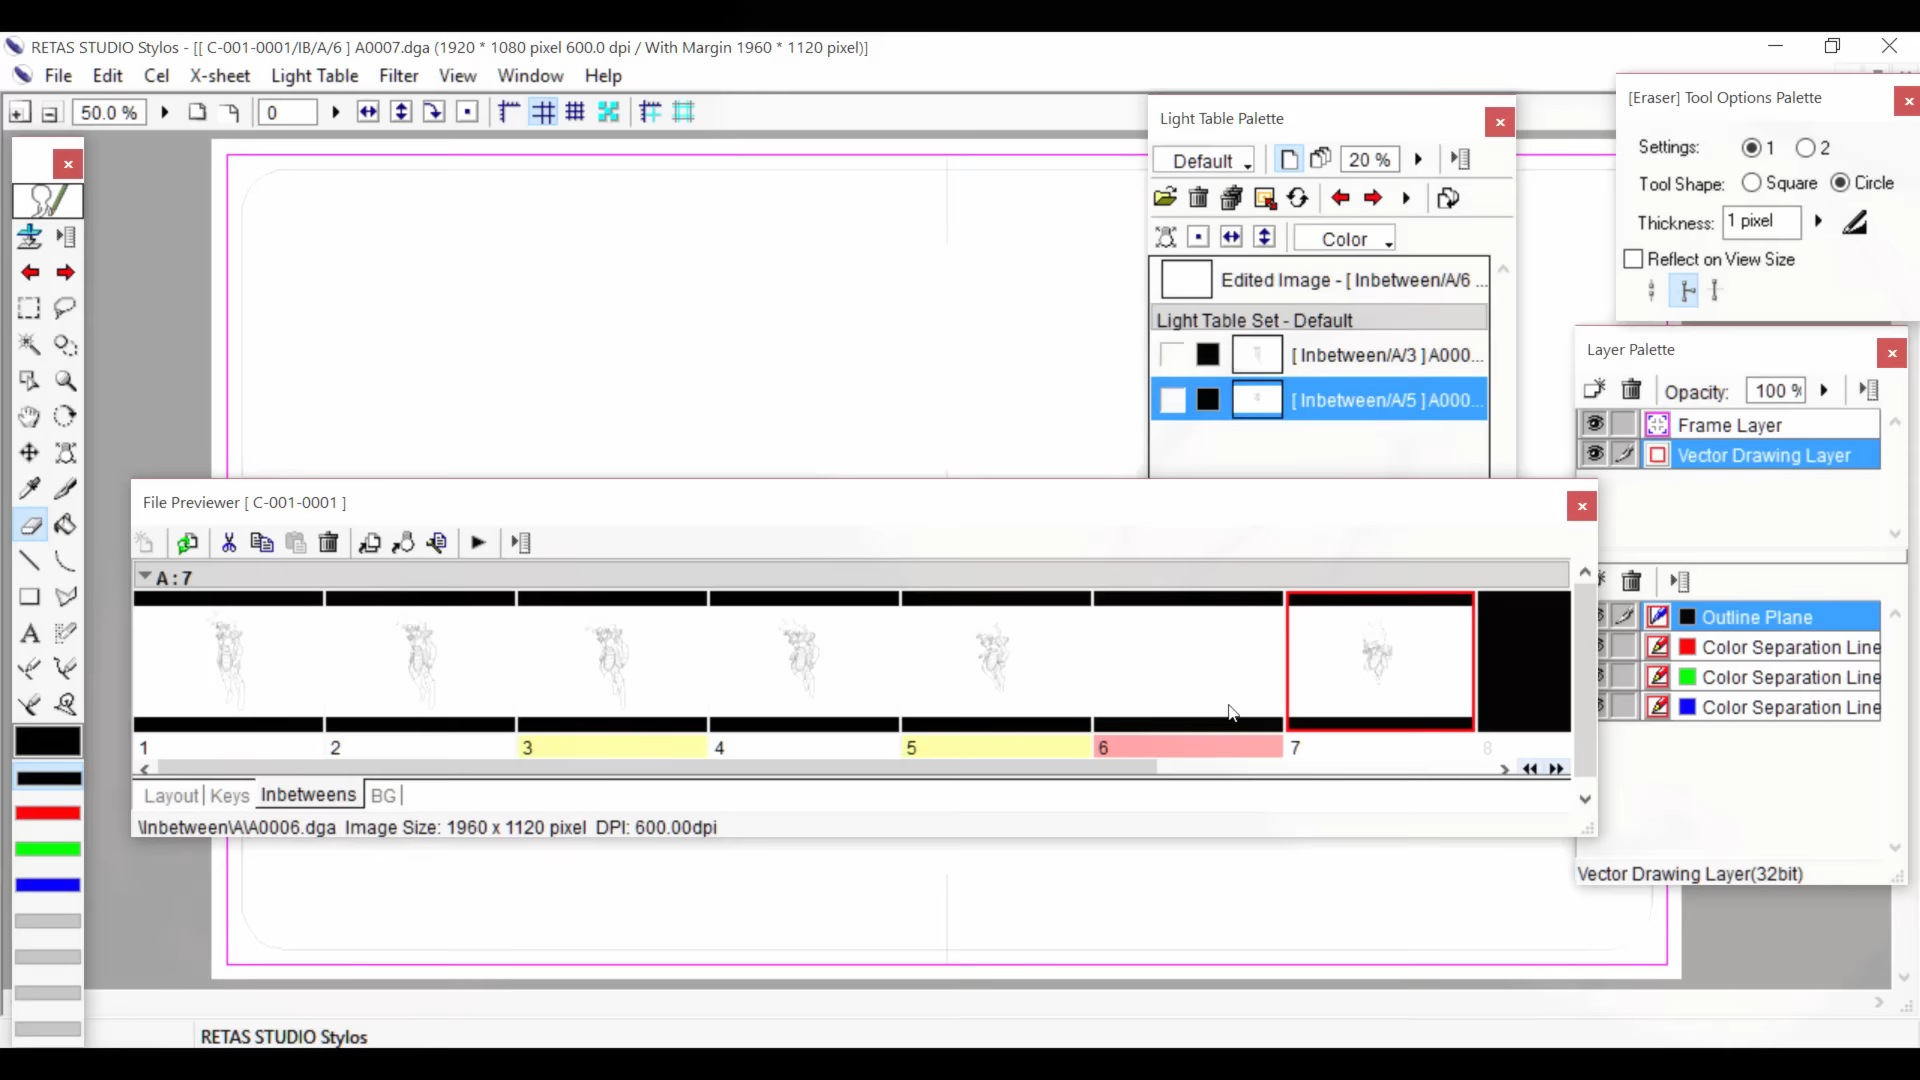 RETAS STUDIO Stylos - [[ C-001-0001/IB/A/6 ] A0007.dga (1920 * 1080 pixel 600.0 dpi / With Margin 1960 * 1120 pixel)]
File Edit Cel X-sheet Light Table Filter View Window Help
50.0 % 0
Light Table Palette
Default 20 %
Color
Edited Image - [ Inbetween/A/6 ...
Light Table Set - Default
[ Inbetween/A/3 ] A000...
[ Inbetween/A/5 ] A000...
[Eraser] Tool Options Palette
Settings: 1 2
Tool Shape: Square Circle
Thickness: 1 pixel
Reflect on View Size
Layer Palette
Opacity: 100 %
Frame Layer
Vector Drawing Layer
Outline Plane
Color Separation Line
Color Separation Line
Color Separation Line
Vector Drawing Layer(32bit)
File Previewer [ C-001-0001 ]
A : 7
1 2 3 4 5 6 7 8
Layout Keys Inbetweens BG
\Inbetween\A\A0006.dga Image Size: 1960 x 1120 pixel DPI: 600.00dpi
A
RETAS STUDIO Stylos